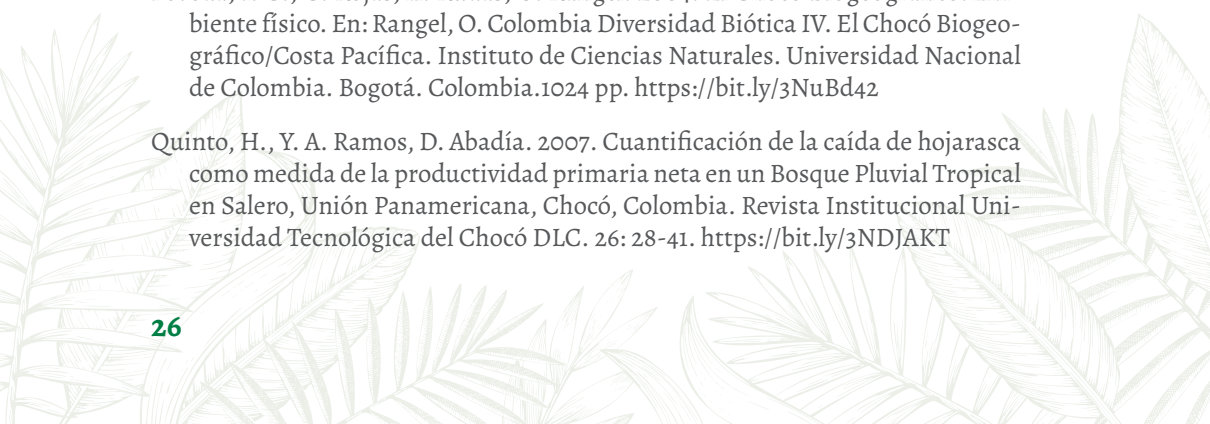 biente físico. En: Rangel, O. Colombia Diversidad Biótica IV. El Chocó Biogeo-
gráfico/Costa Pacífica. Instituto de Ciencias Naturales. Universidad Nacional
de Colombia. Bogotá. Colombia.1024 pp. https://bit.ly/3NuBd42
Quinto, H., Y. A. Ramos, D. Abadía. 2007. Cuantificación de la caída de hojarasca
como medida de la productividad primaria neta en un Bosque Pluvial Tropical
en Salero, Unión Panamericana, Chocó, Colombia. Revista Institucional Uni-
versidad Tecnológica del Chocó DLC. 26: 28-41. https://bit.ly/3NDJAKT
26